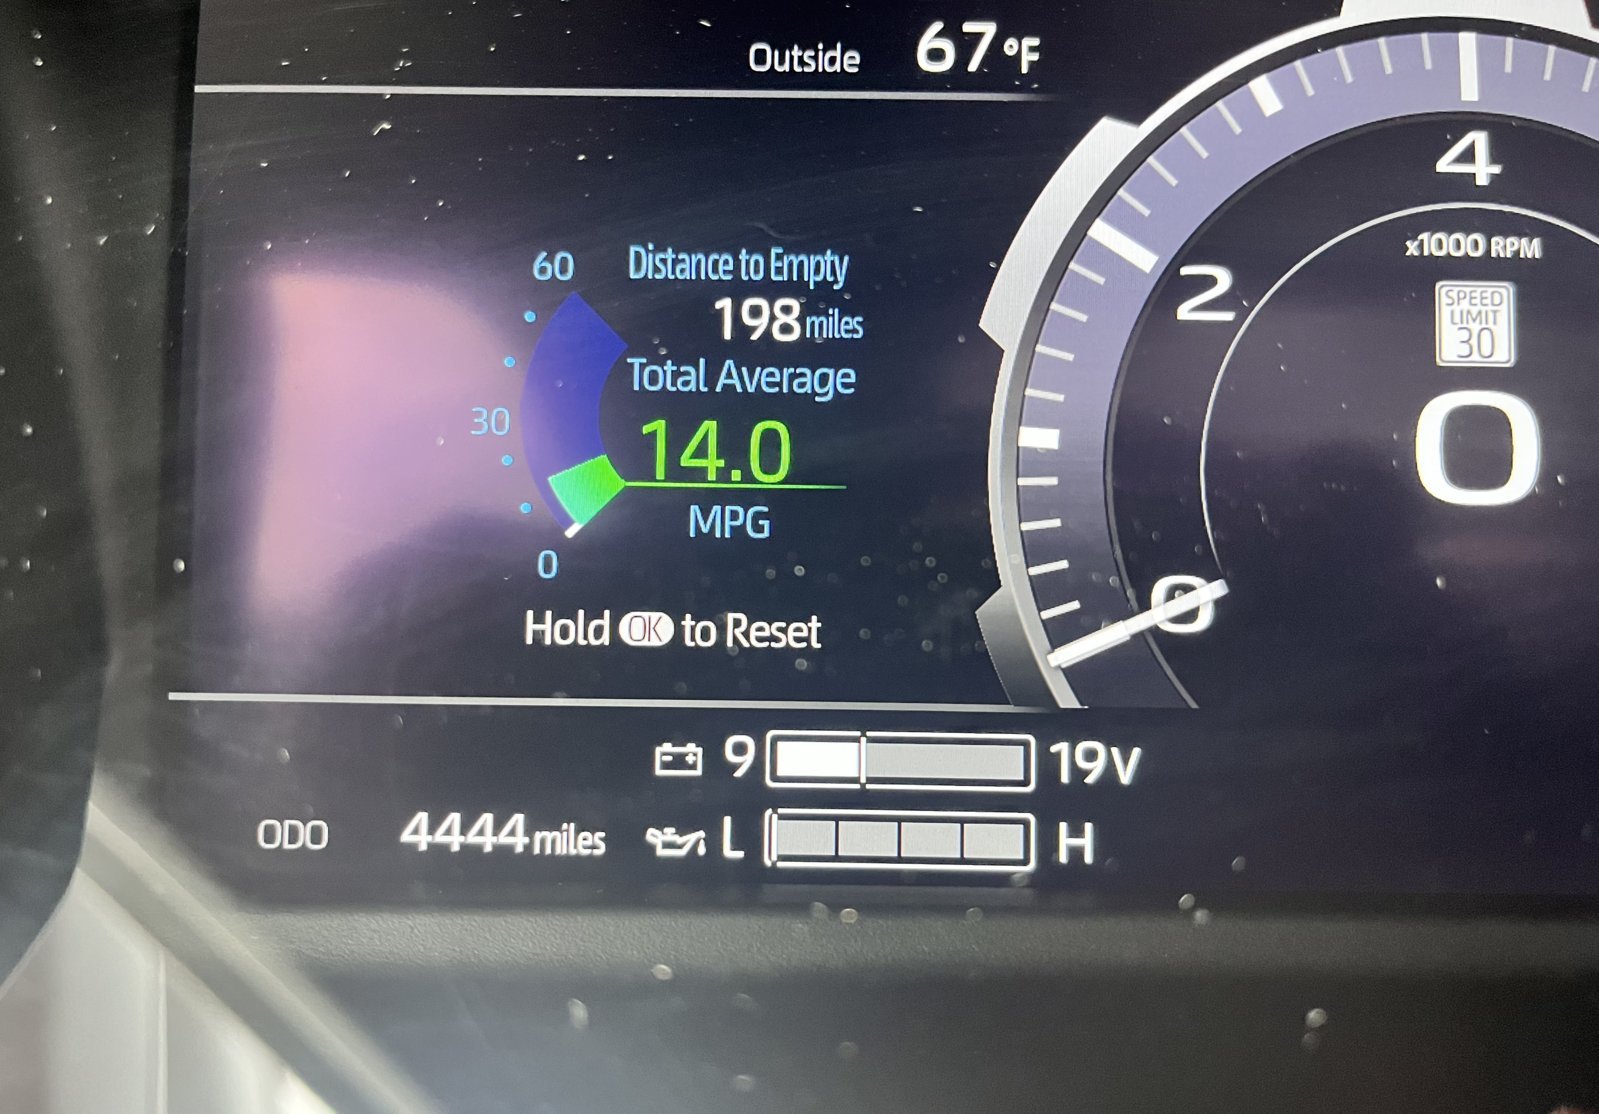 Outside 67°F
60
Distance to Empty
198 miles
Total Average
30
14.0
MPG
0
Hold OK to Reset
4
2
x1000 RPM
SPEED
LIMIT
30
0
0
9 19V
ODO 4444 miles
L H